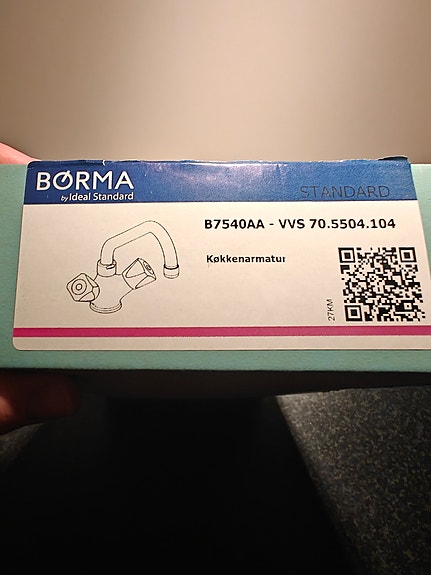 BØRMA
by Ideal Standard
STANDARD
B7540AA - VVS 70.5504.104
Køkkenarmatur
27KM